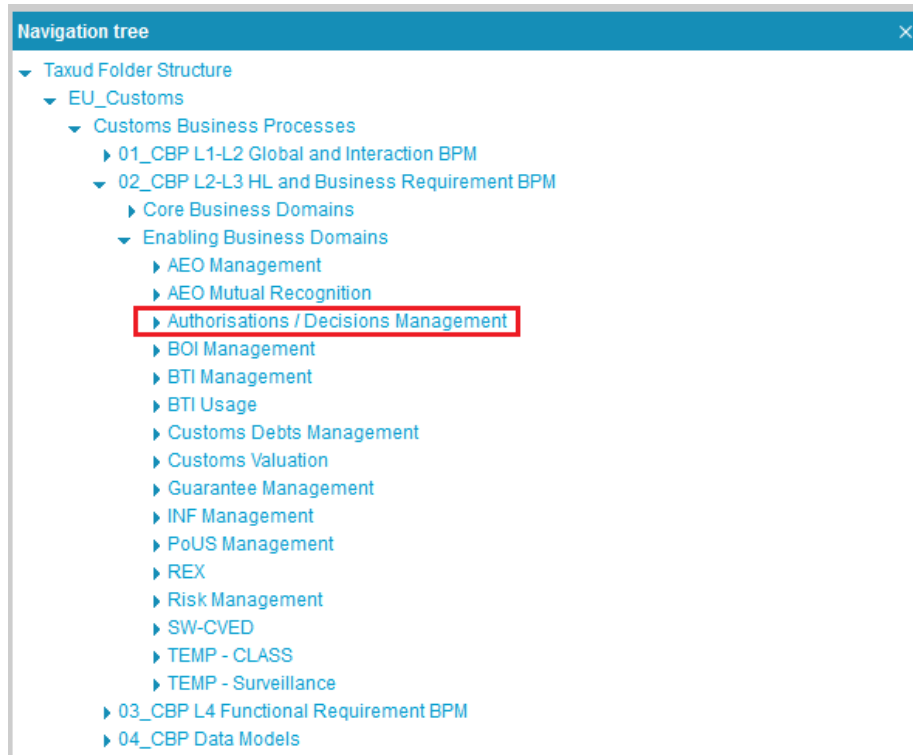 Navigation tree
Taxud Folder Structure
EU_Customs
Customs Business Processes
01_CBP L1-L2 Global and Interaction BPM
02_CBP L2-L3 HL and Business Requirement BPM
Core Business Domains
Enabling Business Domains
AEO Management
AEO Mutual Recognition
Authorisations / Decisions Management
BOI Management
BTI Management
BTI Usage
Customs Debts Management
Customs Valuation
Guarantee Management
INF Management
PoUS Management
REX
Risk Management
SW-CVED
TEMP - CLASS
TEMP - Surveillance
03_CBP L4 Functional Requirement BPM
04_CBP Data Models